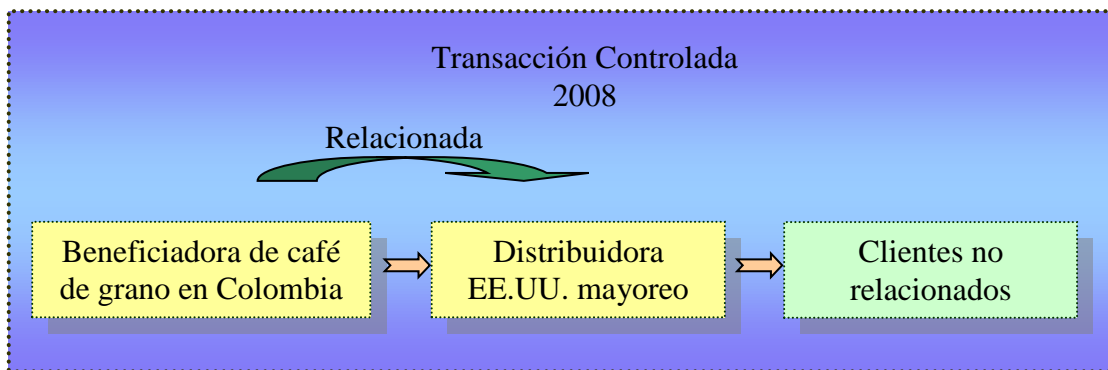 Transacción Controlada
2008
Relacionada
Beneficiadora de café
de grano en Colombia
Distribuidora
EE.UU. mayoreo
Clientes no
relacionados